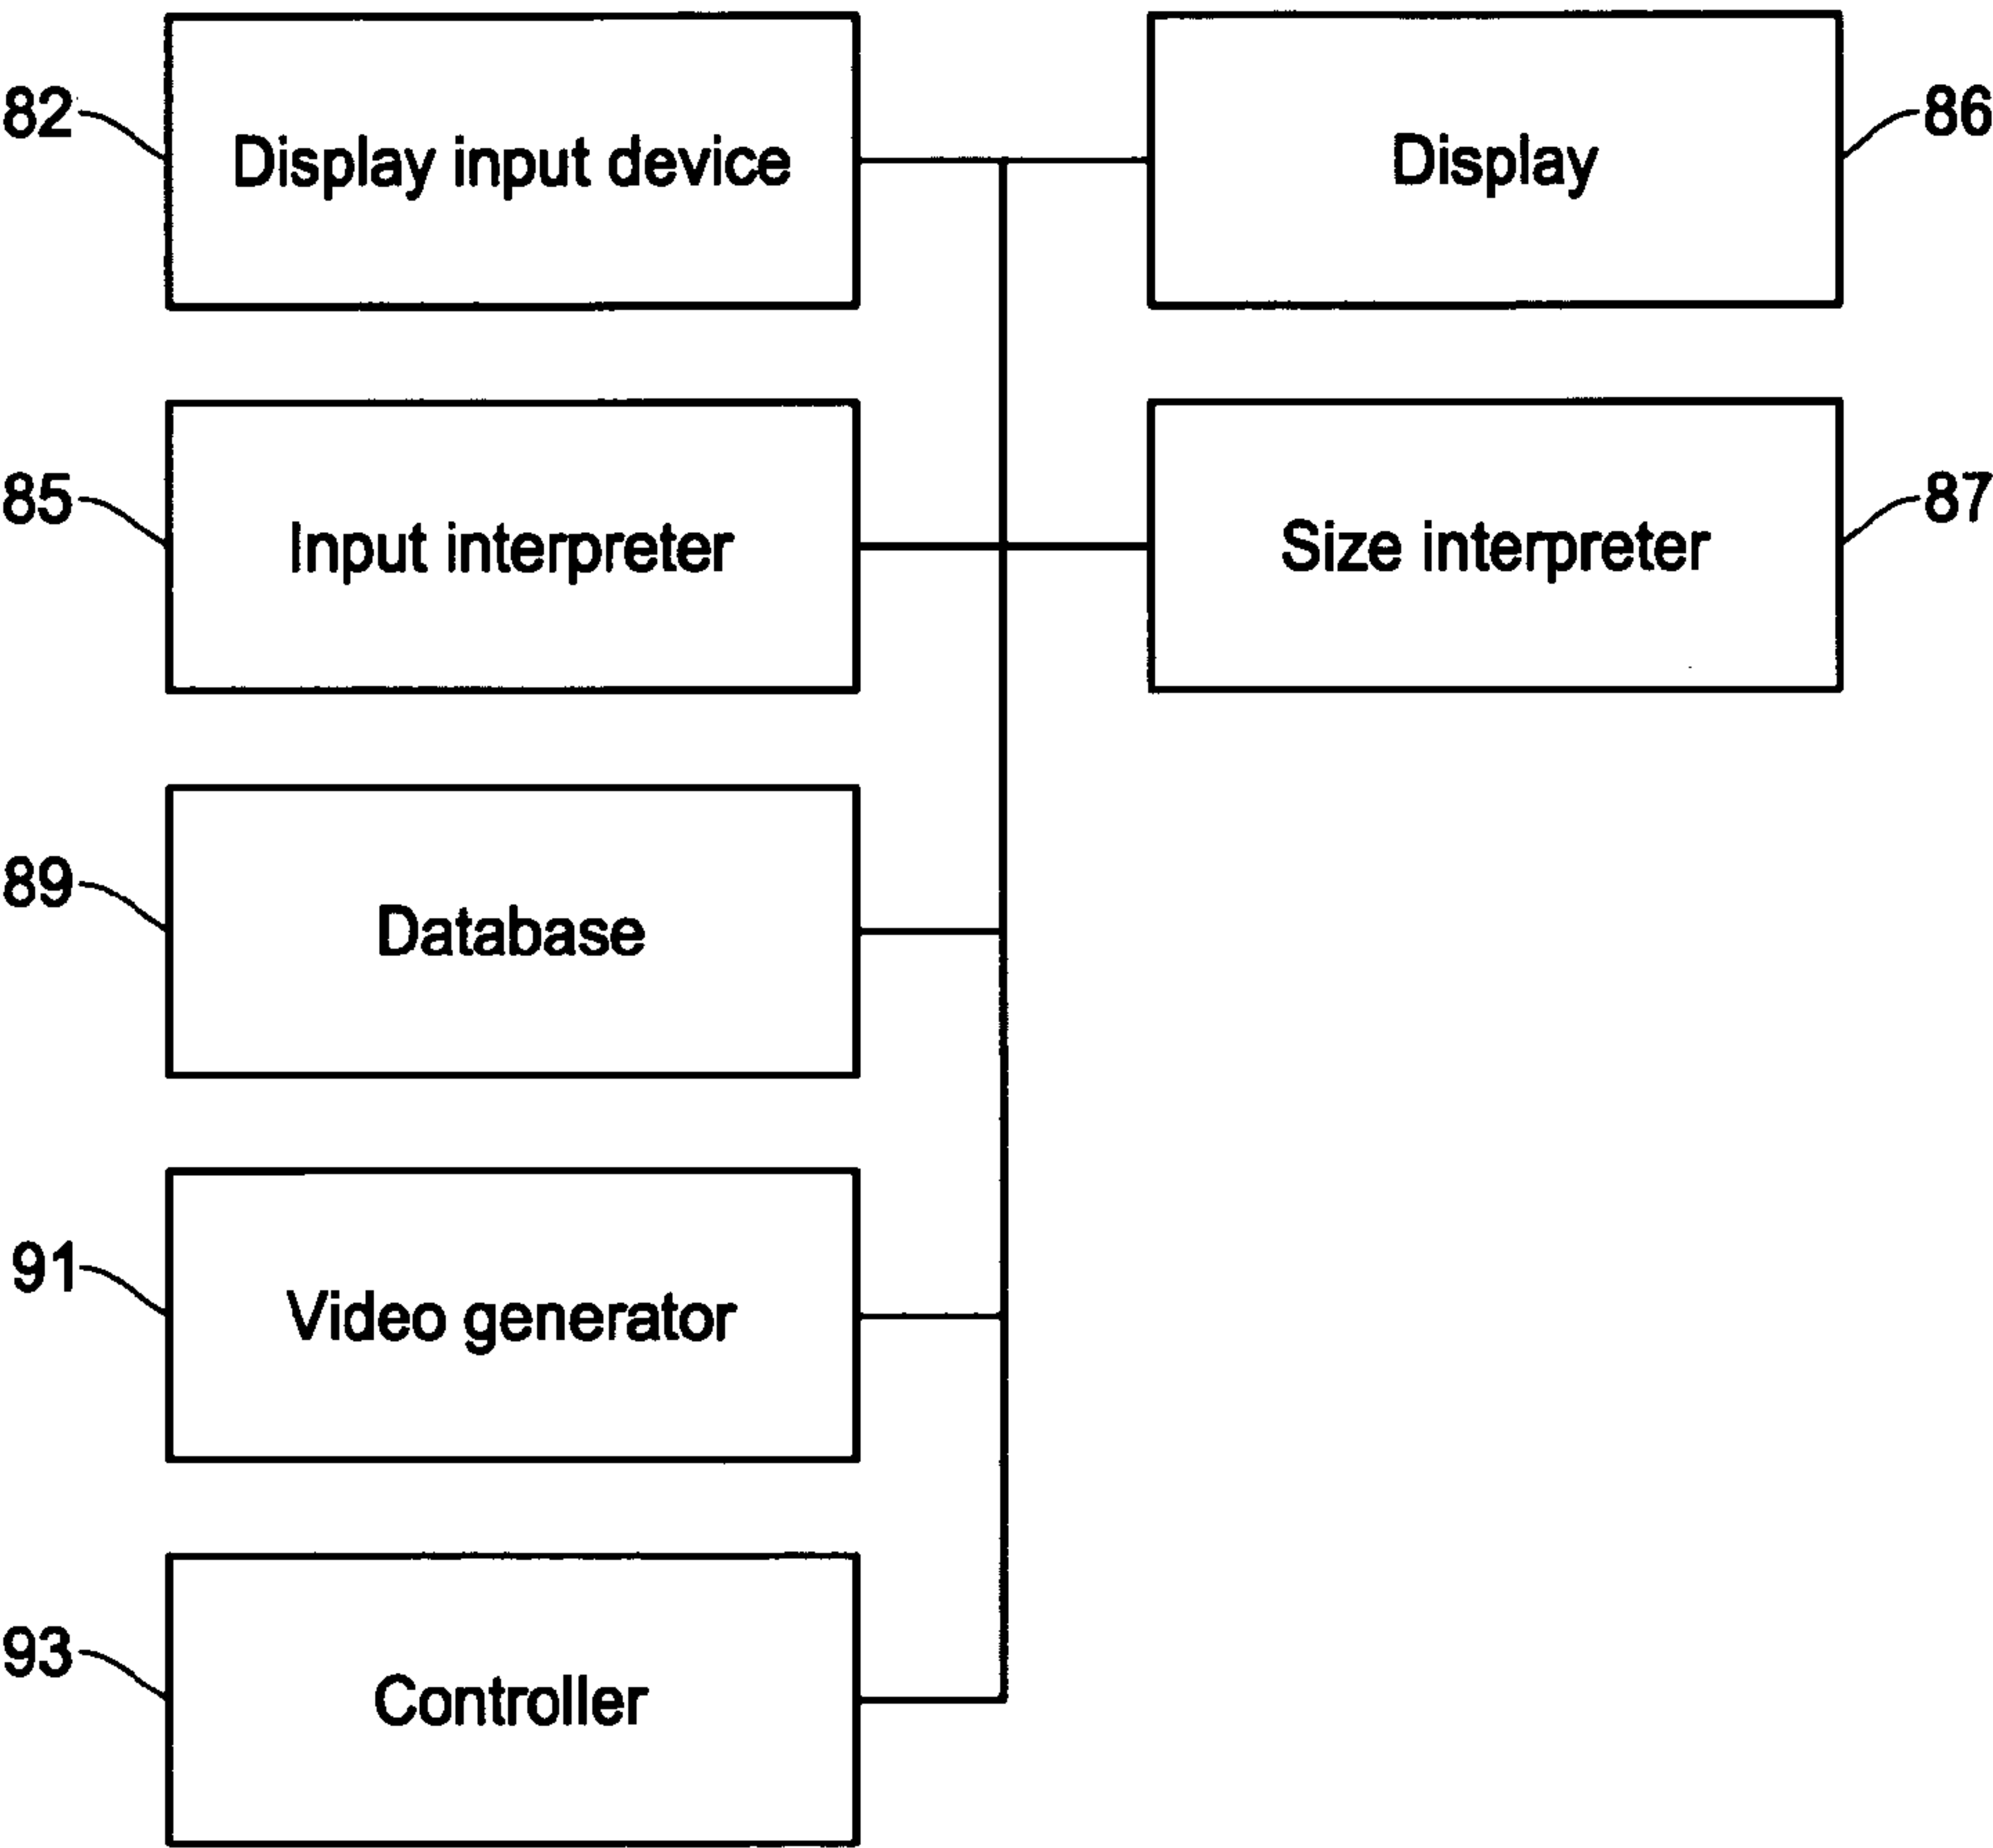 82
Display input device
Display
86
85
Input interpreter
Size interpreter
87
89
Database
91
Video generator
93
Controller